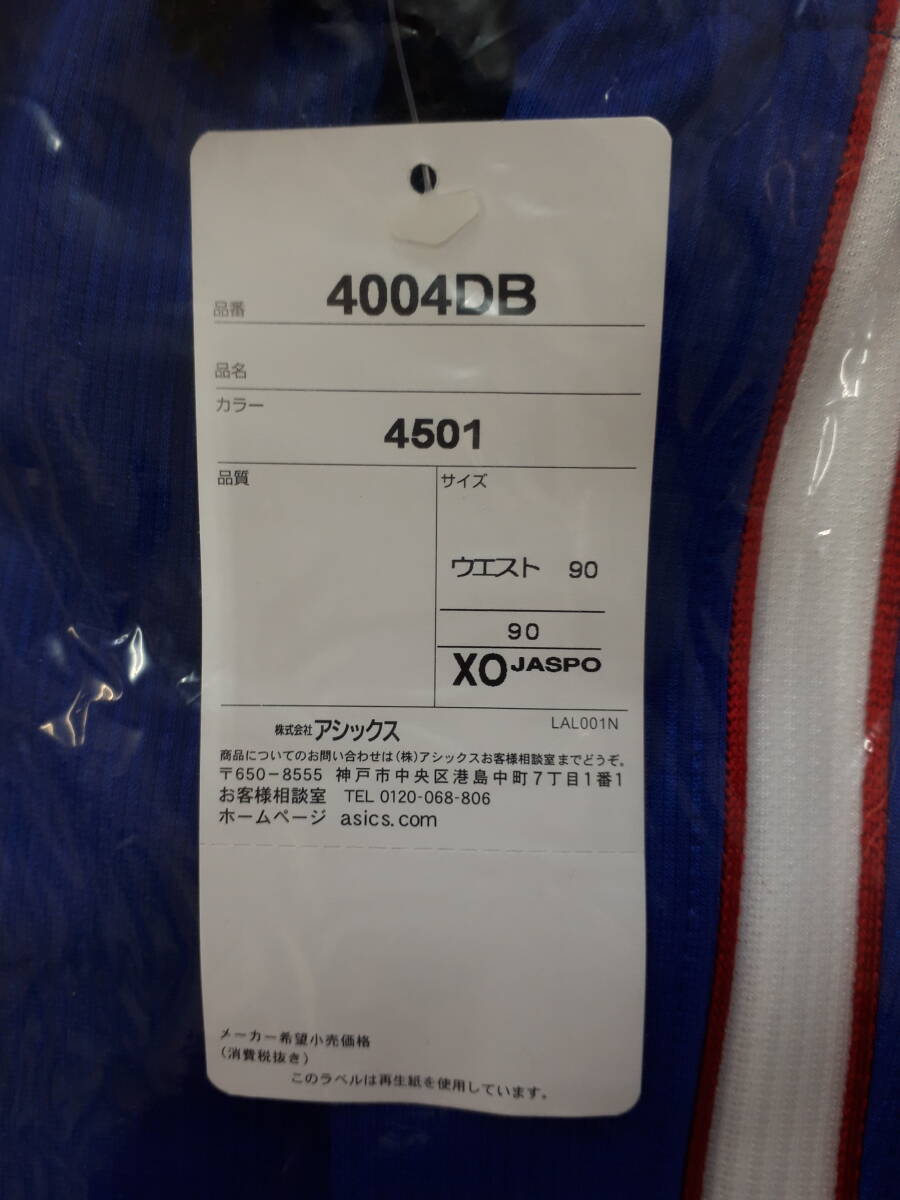 品番 4004DB
品名
カラー
4501
品質
サイズ
ウエスト 90
90
XO JASPO
株式会社アシックス
LAL001N
商品についてのお問い合わせは(株)アシックスお客様相談室までどうぞ。
〒650-8555 神戸市中央区港島中町7丁目1番1
お客様相談室 TEL 0120-068-806
ホームページ asics.com
メーカー希望小売価格
(消費税抜き)
このラベルは再生紙を使用しています。